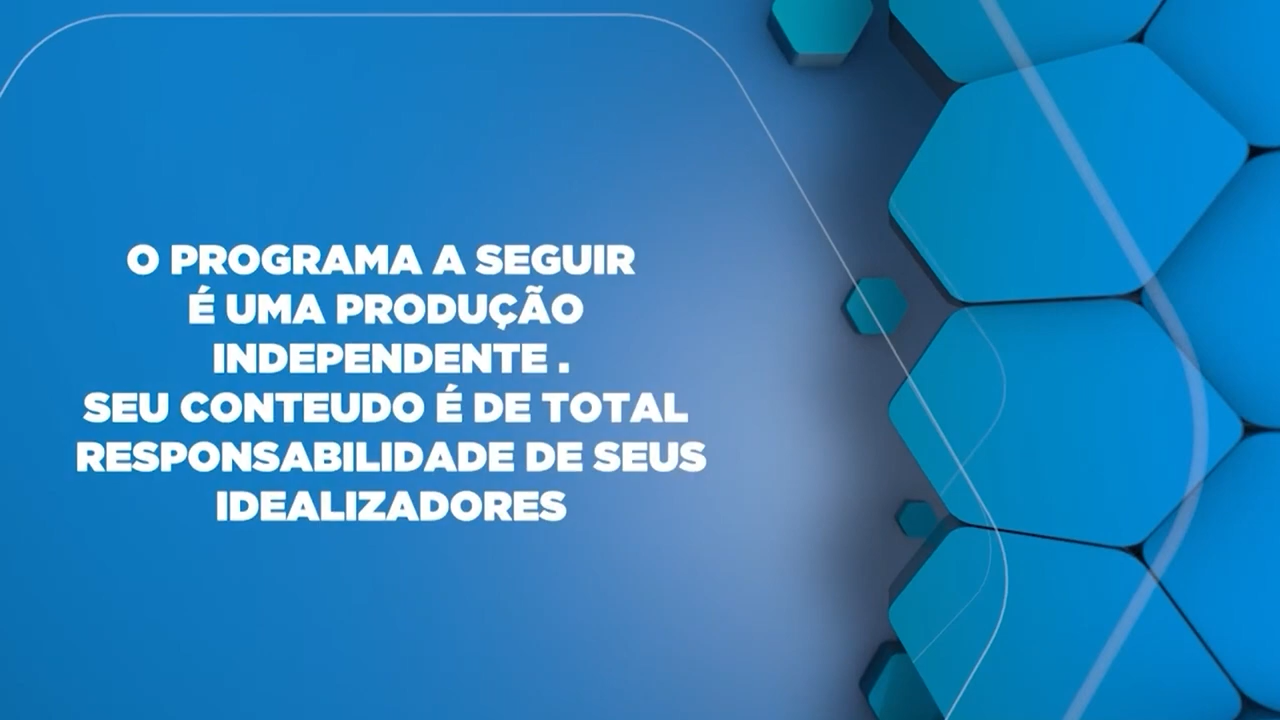 O PROGRAMA A SEGUIR
É UMA PRODUÇÃO
INDEPENDENTE .
SEU CONTEUDO É DE TOTAL
RESPONSABILIDADE DE SEUS
IDEALIZADORES